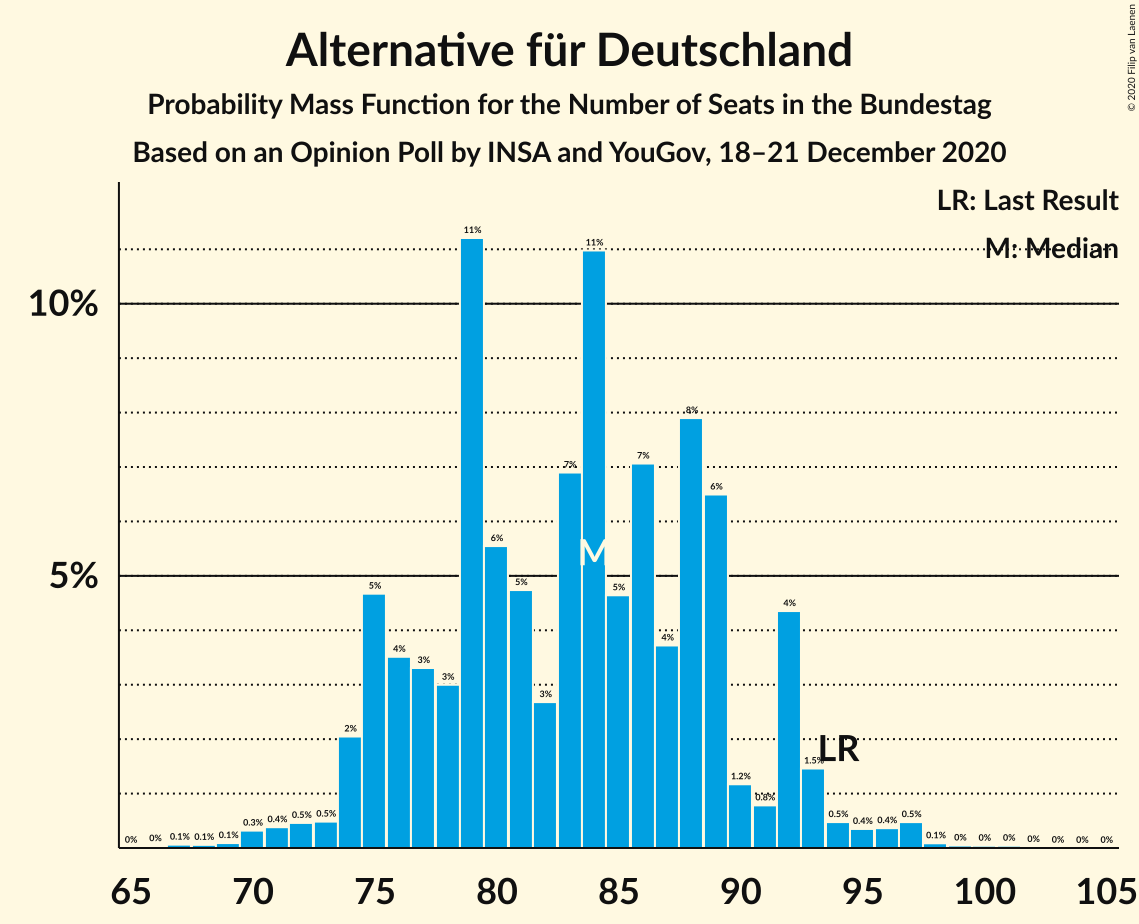 Alternative für Deutschland
Probability Mass Function for the Number of Seats in the Bundestag
Based on an Opinion Poll by INSA and YouGov, 18–21 December 2020
© 2020 Filip van Laenen
LR: Last Result
M: Median
10%
5%
0% 0% 0.1% 0.1% 0.1% 0.3% 0.4% 0.5% 0.5% 2% 5% 4% 3% 3% 11% 6% 5% 3% 7% 11% 5% 7% 4% 8% 6% 1.2% 0.8% 4% 1.5% 0.5% 0.4% 0.4% 0.5% 0.1% 0% 0% 0% 0% 0% 0% 0%
M
LR
65 70 75 80 85 90 95 100 105